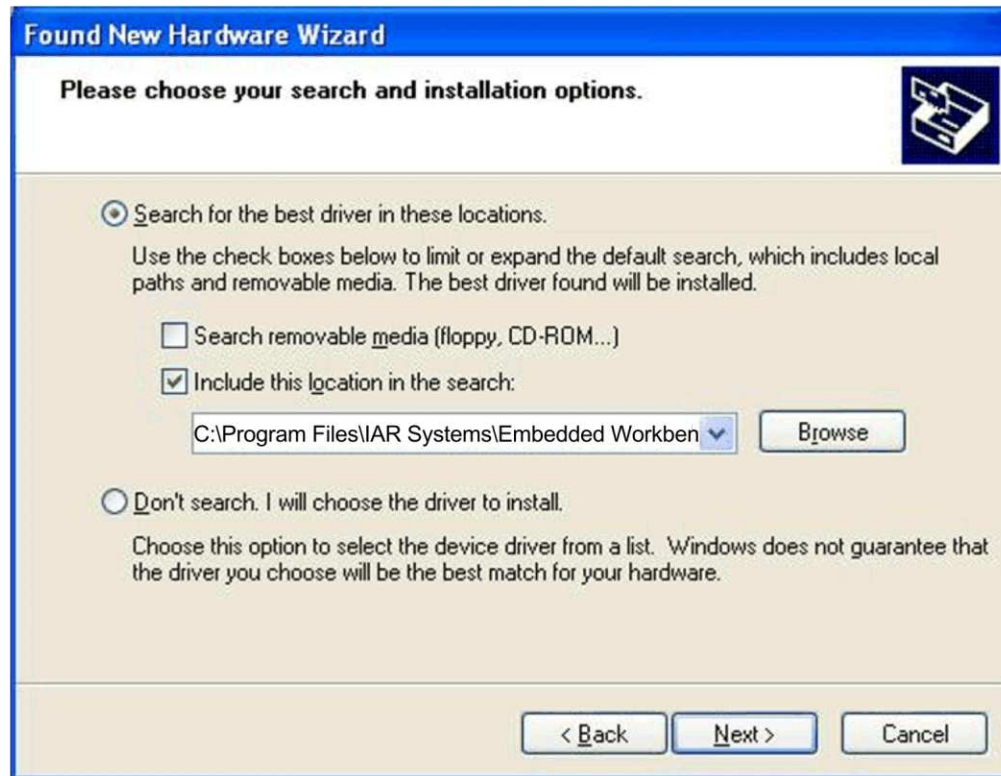 Found New Hardware Wizard
Please choose your search and installation options.
Search for the best driver in these locations.
Use the check boxes below to limit or expand the default search, which includes local
paths and removable media. The best driver found will be installed.
Search removable media (floppy, CD-ROM...)
Include this location in the search:
C:\Program Files\IAR Systems\Embedded Workben
Browse
Don't search. I will choose the driver to install.
Choose this option to select the device driver from a list. Windows does not guarantee that
the driver you choose will be the best match for your hardware.
< Back
Next >
Cancel